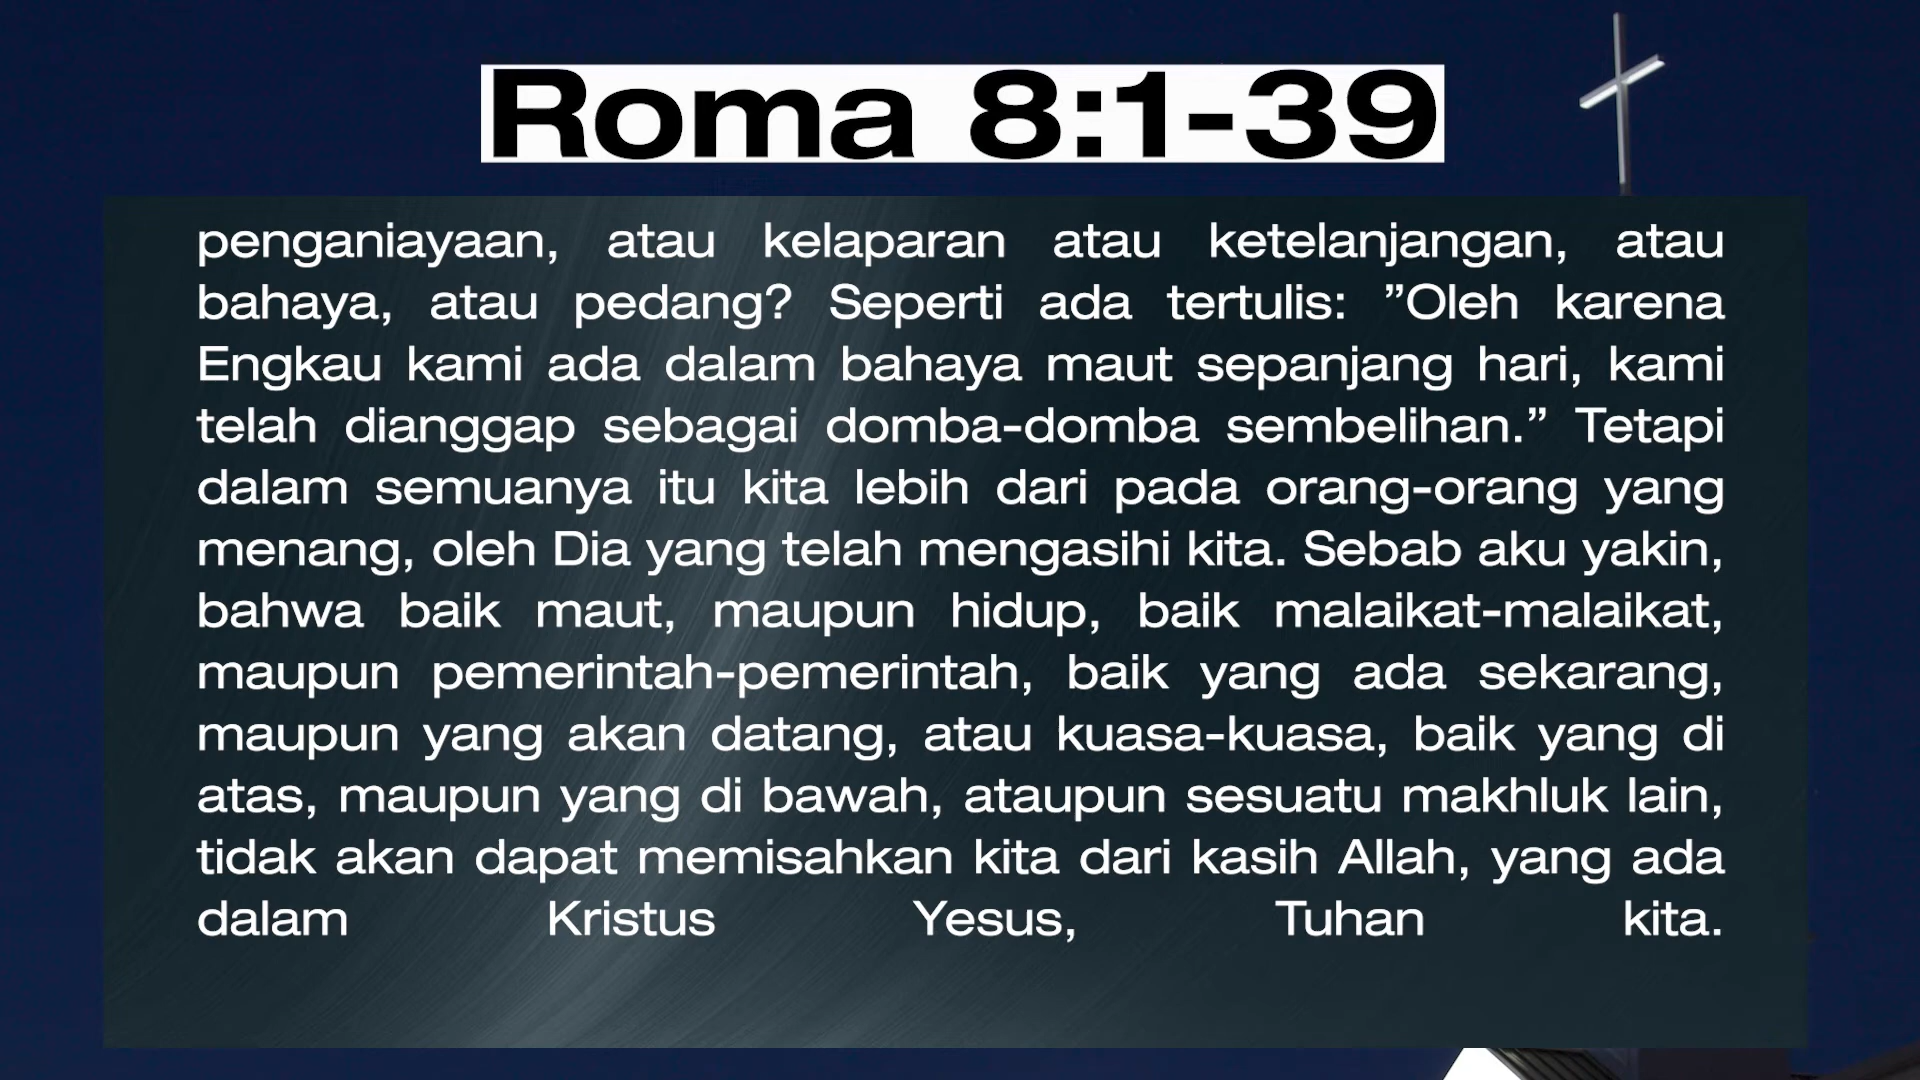 Roma 8:1-39
penganiayaan, atau kelaparan atau ketelanjangan, atau
bahaya, atau pedang? Seperti ada tertulis: ”Oleh karena
Engkau kami ada dalam bahaya maut sepanjang hari, kami
telah dianggap sebagai domba-domba sembelihan.” Tetapi
dalam semuanya itu kita lebih dari pada orang-orang yang
menang, oleh Dia yang telah mengasihi kita. Sebab aku yakin,
bahwa baik maut, maupun hidup, baik malaikat-malaikat,
maupun pemerintah-pemerintah, baik yang ada sekarang,
maupun yang akan datang, atau kuasa-kuasa, baik yang di
atas, maupun yang di bawah, ataupun sesuatu makhluk lain,
tidak akan dapat memisahkan kita dari kasih Allah, yang ada
dalam Kristus Yesus, Tuhan kita.